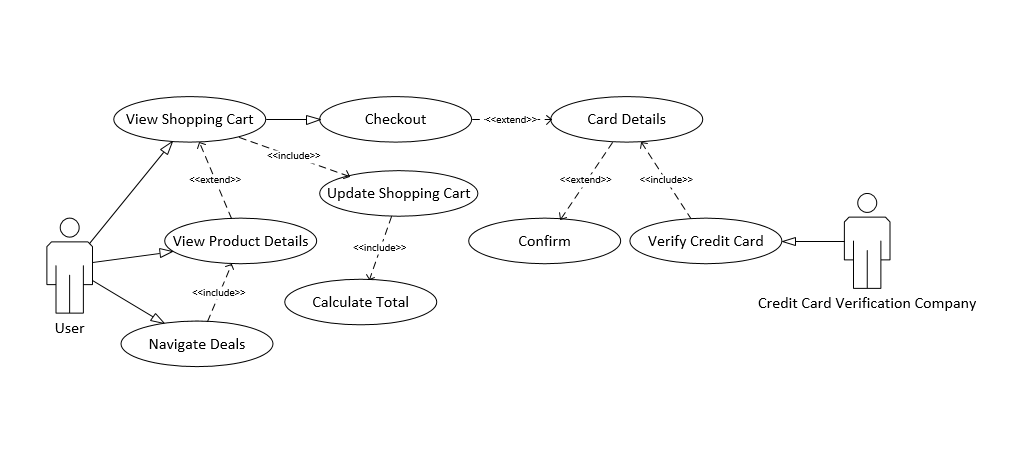 View Shopping Cart
Checkout
<<extend>>
Card Details
<<include>>
<<extend>>
<<extend>>
<<include>>
Update Shopping Cart
View Product Details
<<include>>
Confirm
Verify Credit Card
<<include>>
Calculate Total
Credit Card Verification Company
User
Navigate Deals